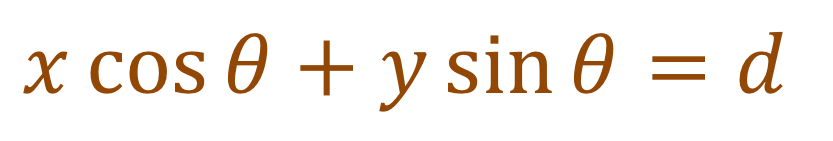 x cos θ + y sin θ = d